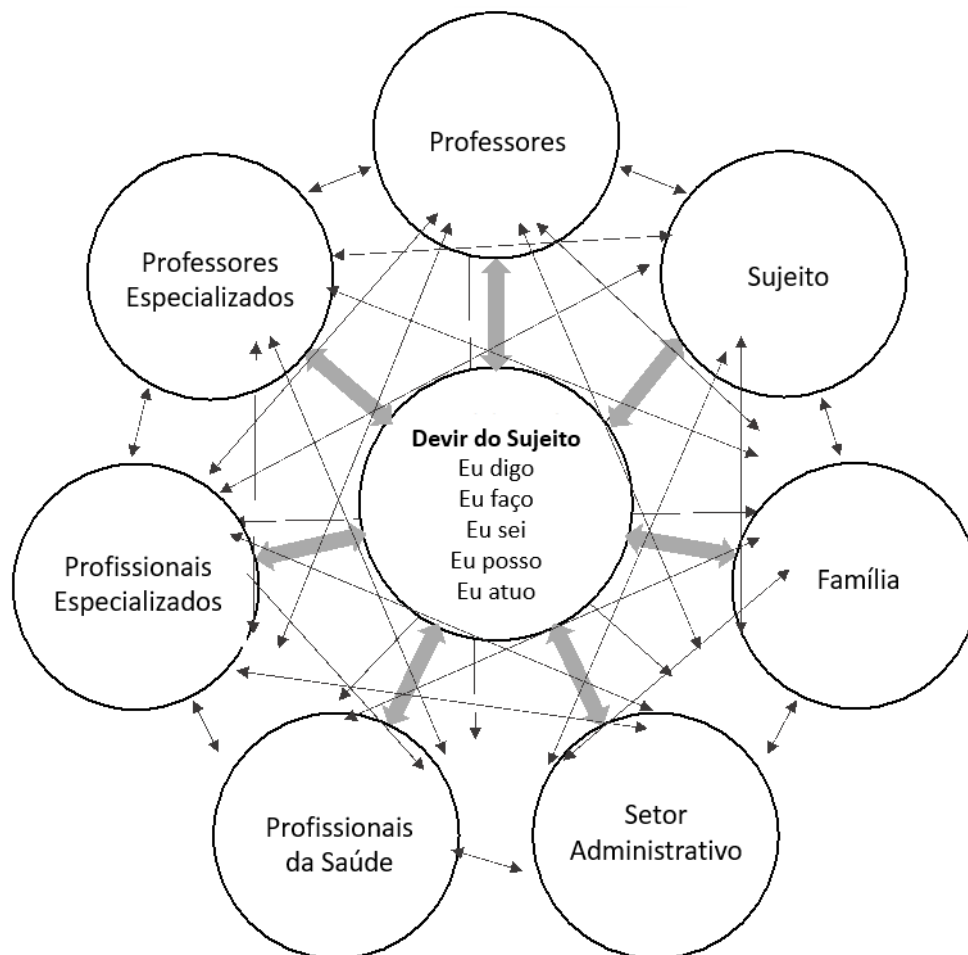 Professores
Professores
Especializados
Sujeito
Devir do Sujeito
Eu digo
Eu faço
Eu sei
Eu posso
Eu atuo
Profissionais
Especializados
Família
Profissionais
da Saúde
Setor
Administrativo